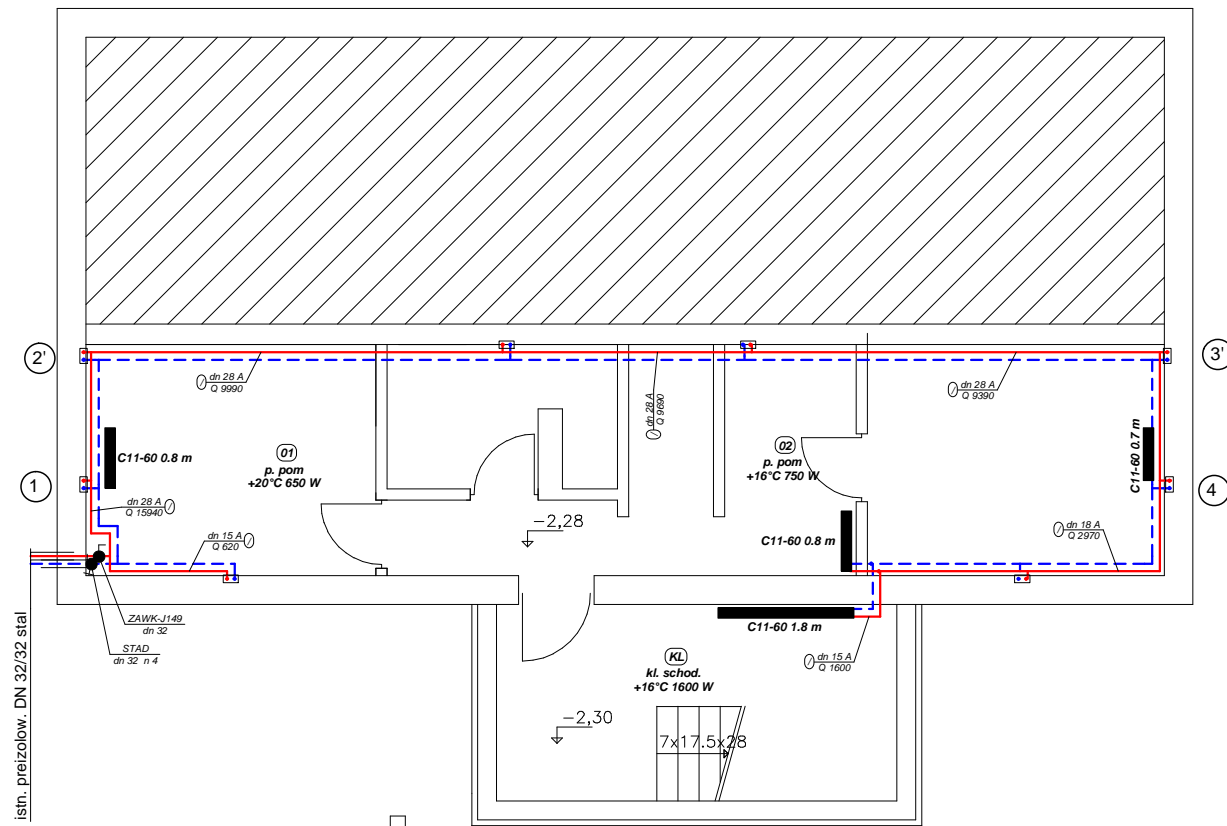 2'
3'
dn 28 A
Q 9990
dn 28 A
Q 9690
dn 28 A
Q 9390
C11-60 0.8 m
01
p. pom
+20°C 650 W
02
p. pom
+16°C 750 W
C11-60 0.7 m
1
4
dn 28 A
Q 15940
dn 15 A
Q 620
-2,28
C11-60 0.8 m
dn 18 A
Q 2970
ZAWK-J149
dn 32
STAD
dn 32 n 4
C11-60 1.8 m
KL
kl. schod.
+16°C 1600 W
dn 15 A
Q 1600
-2,30
7x17.5x28
istn. preizolow. DN 32/32 stal